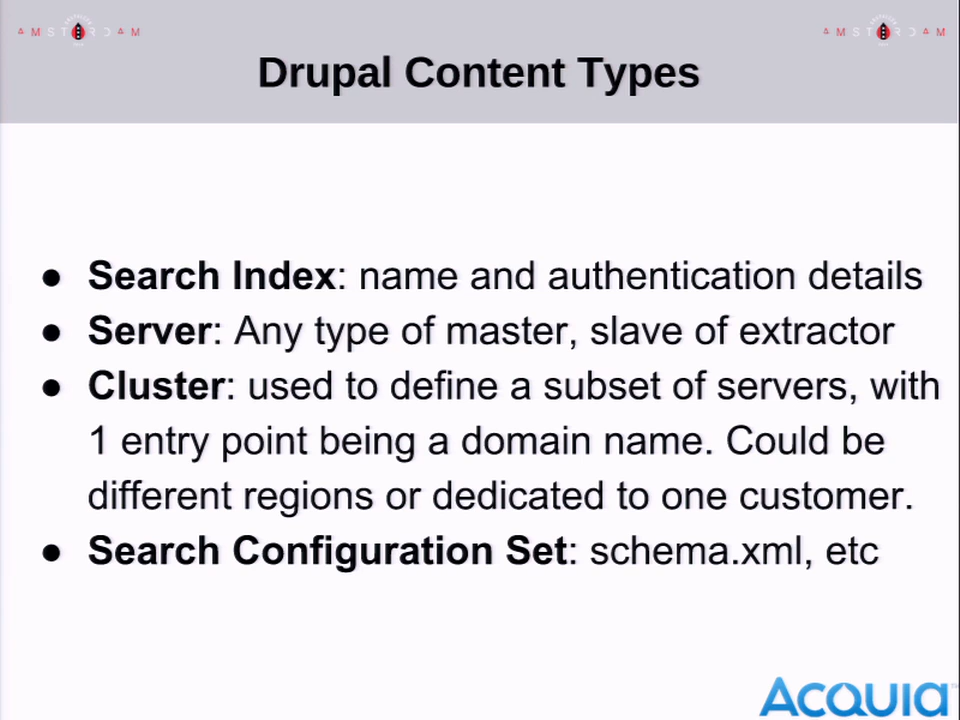 AMSTERDAM AMSTERDAM
Drupal Content Types
● Search Index: name and authentication details
● Server: Any type of master, slave of extractor
● Cluster: used to define a subset of servers, with
1 entry point being a domain name. Could be
different regions or dedicated to one customer.
● Search Configuration Set: schema.xml, etc
Acquia